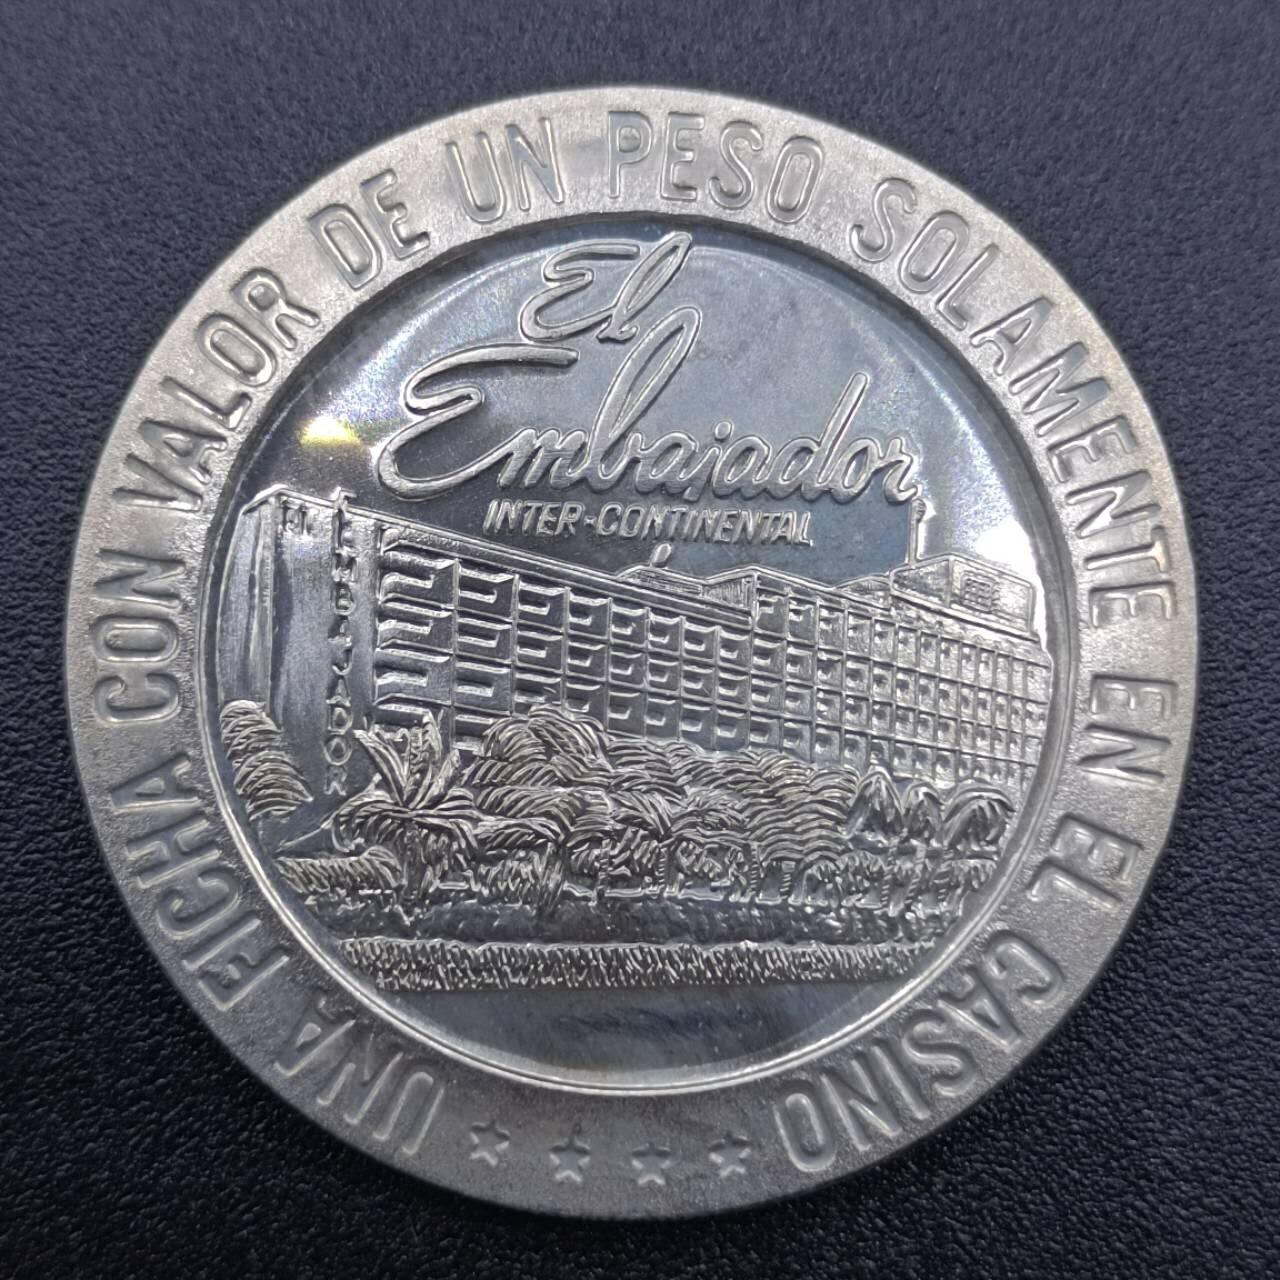 UNA FICHA CON VALOR DE UN PESO SOLAMENTE EN EL CASINO
El
Embajador
INTER-CONTINENTAL
EMBAJADOR